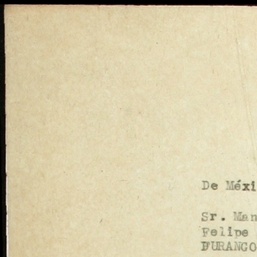 De Méxi
Sr. Man
Felipe
DURANGO